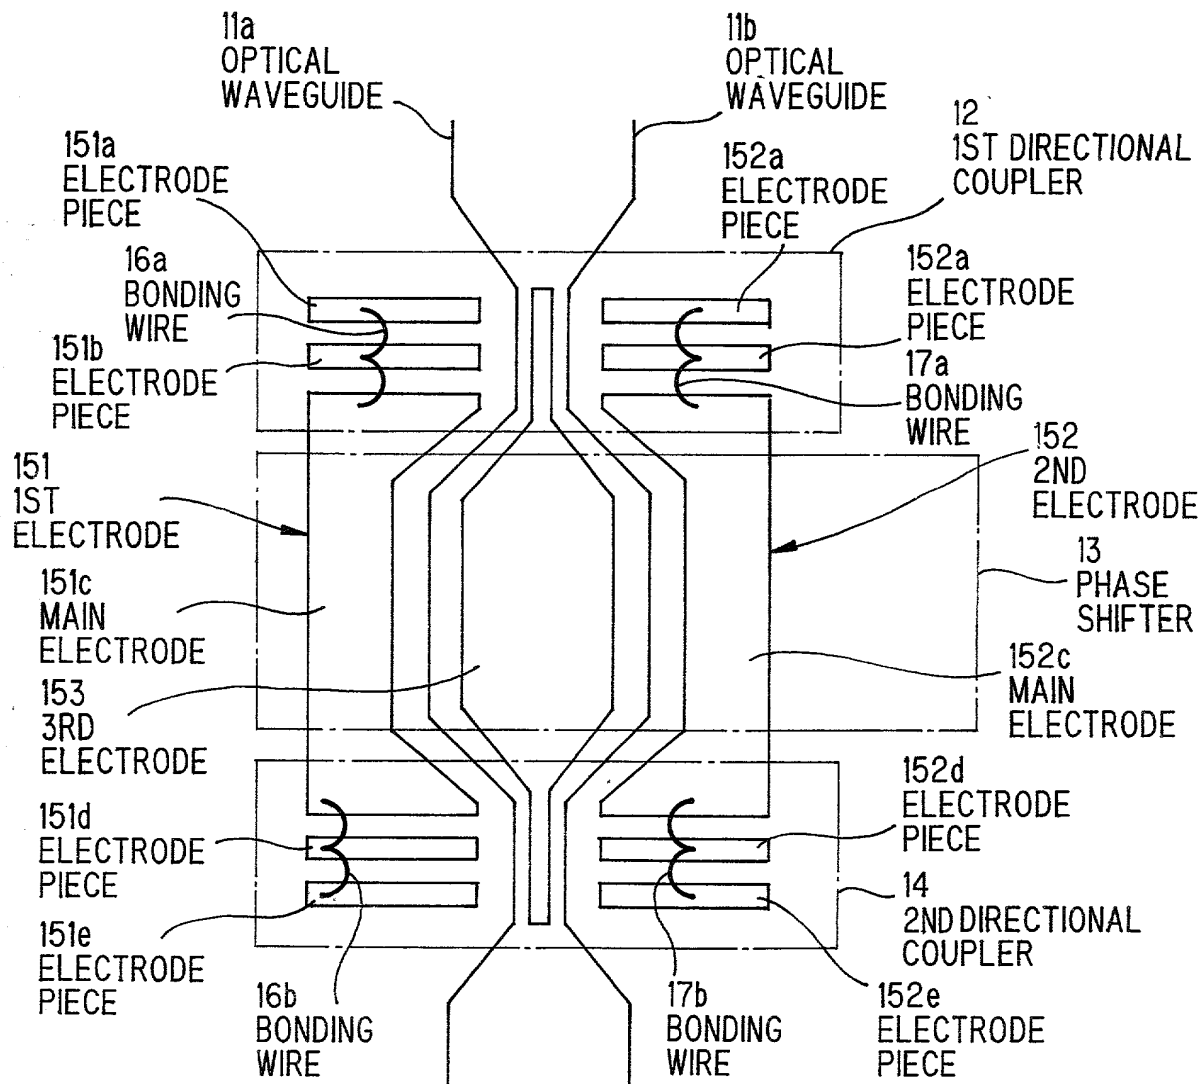 11a
OPTICAL
WAVEGUIDE
11b
OPTICAL
WAVEGUIDE
12
1ST DIRECTIONAL
COUPLER
151a
ELECTRODE
PIECE
152a
ELECTRODE
PIECE
16a
BONDING
WIRE
152a
ELECTRODE
PIECE
151b
ELECTRODE
PIECE
17a
BONDING
WIRE
151
1ST
ELECTRODE
152
2ND
ELECTRODE
13
PHASE
SHIFTER
151c
MAIN
ELECTRODE
152c
MAIN
ELECTRODE
153
3RD
ELECTRODE
152d
ELECTRODE
PIECE
151d
ELECTRODE
PIECE
14
2ND DIRECTIONAL
COUPLER
151e
ELECTRODE
PIECE
16b
BONDING
WIRE
17b
BONDING
WIRE
152e
ELECTRODE
PIECE